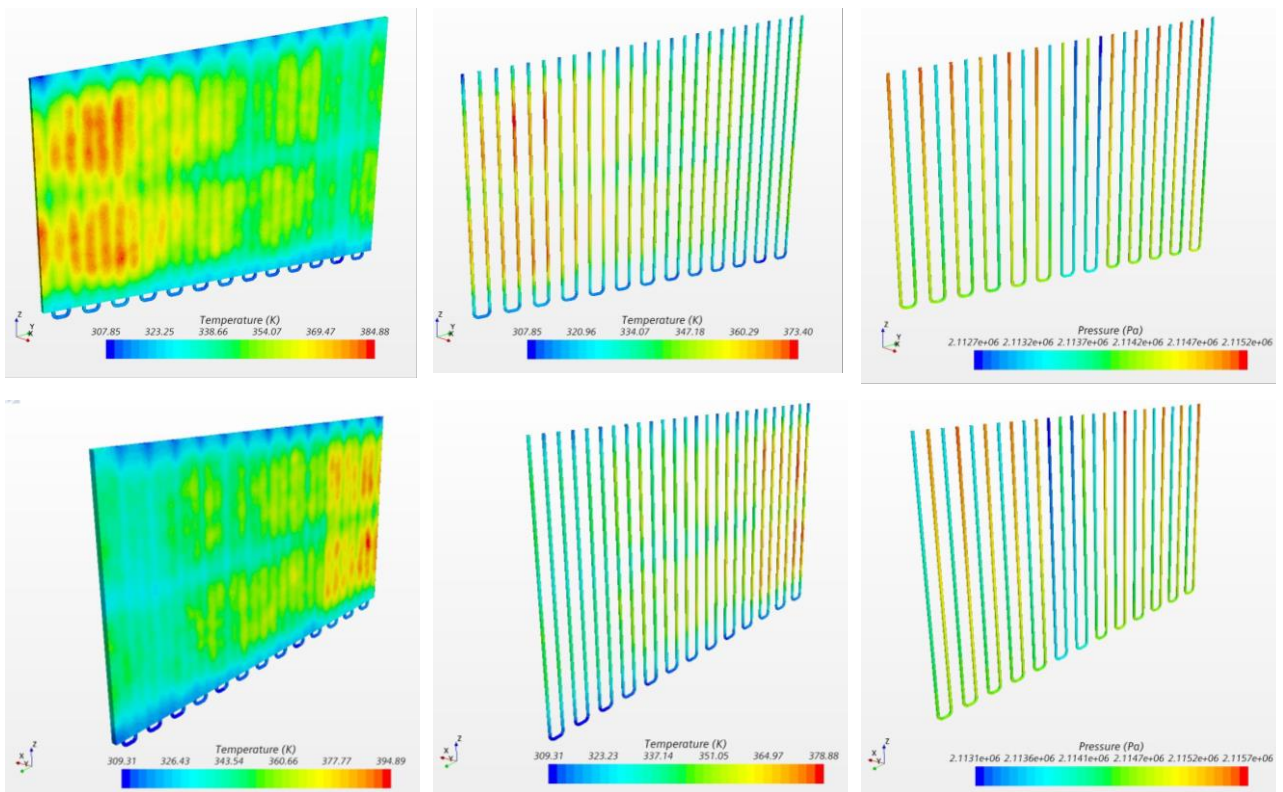 Z
Y
X
Temperature (K)
307.85 323.25 338.66 354.07 369.47 384.88
Z
Y
X
Temperature (K)
307.85 320.96 334.07 347.18 360.29 373.40
Z
Y
X
Pressure (Pa)
2.1127e+06 2.1132e+06 2.1137e+06 2.1142e+06 2.1147e+06 2.1152e+06
X
Z
Y
Temperature (K)
309.31 326.43 343.54 360.66 377.77 394.89
X
Z
Y
Temperature (K)
309.31 323.23 337.14 351.05 364.97 378.88
X
Z
Y
Pressure (Pa)
2.1131e+06 2.1136e+06 2.1141e+06 2.1147e+06 2.1152e+06 2.1157e+06